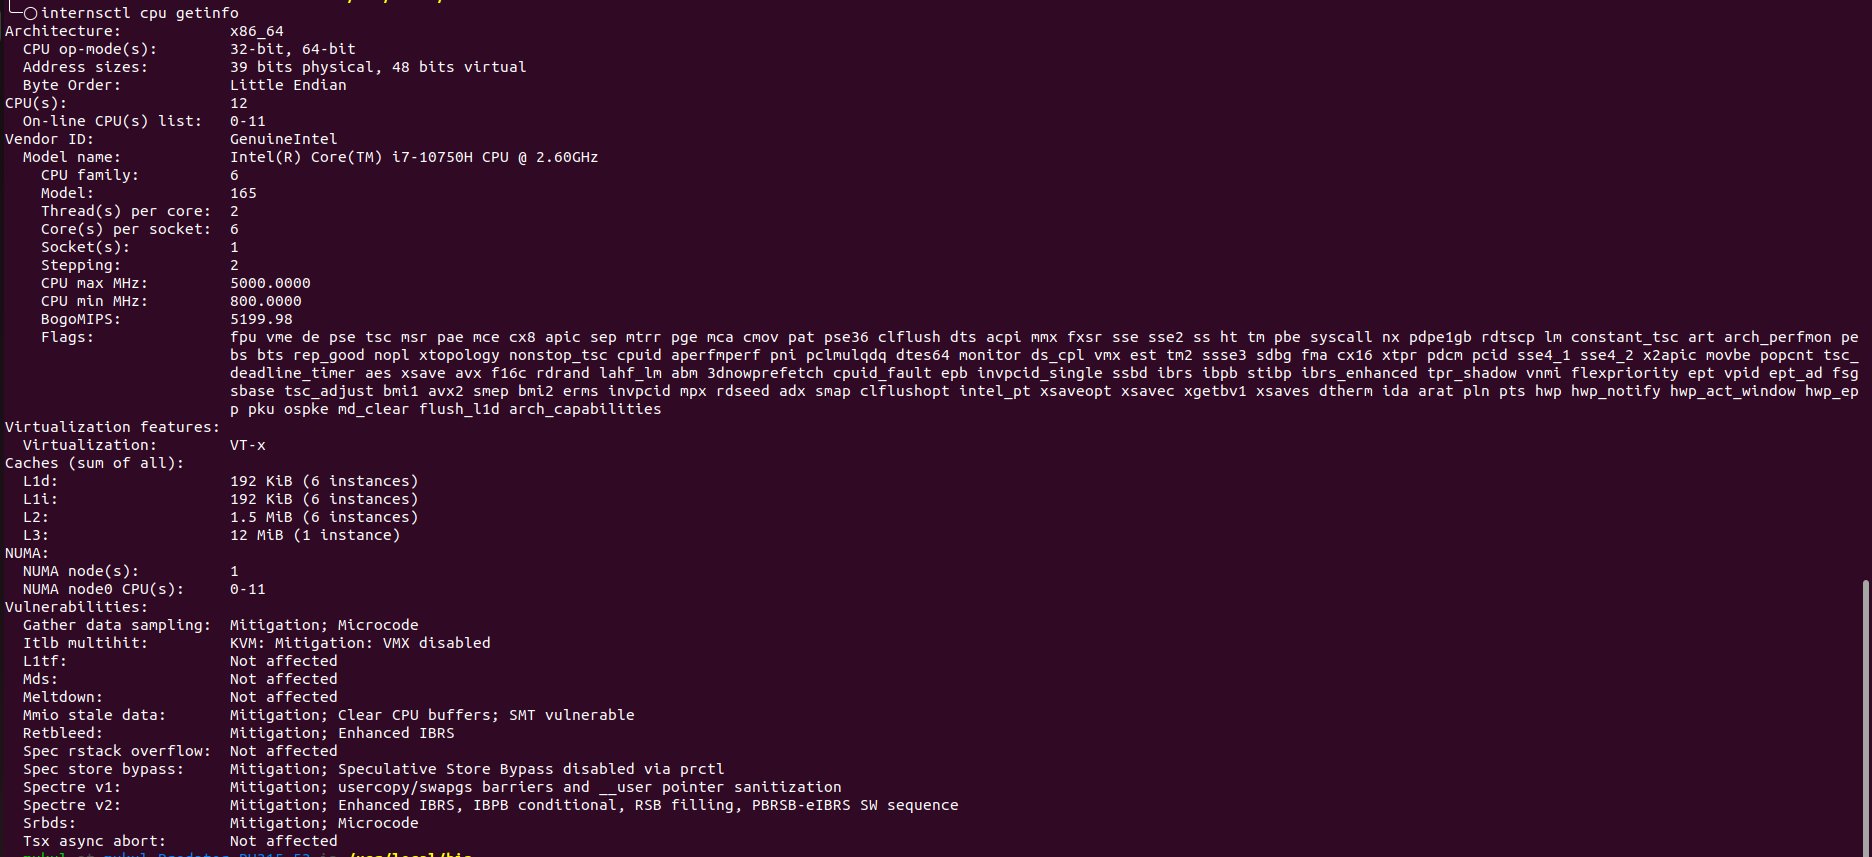 internsctl cpu getinfo
Architecture: x86_64
CPU op-mode(s): 32-bit, 64-bit
Address sizes: 39 bits physical, 48 bits virtual
Byte Order: Little Endian
CPU(s): 12
On-line CPU(s) list: 0-11
Vendor ID: GenuineIntel
Model name: Intel(R) Core(TM) i7-10750H CPU @ 2.60GHz
CPU family: 6
Model: 165
Thread(s) per core: 2
Core(s) per socket: 6
Socket(s): 1
Stepping: 2
CPU max MHz: 5000.0000
CPU min MHz: 800.0000
BogoMIPS: 5199.98
Flags: fpu vme de pse tsc msr pae mce cx8 apic sep mtrr pge mca cmov pat pse36 clflush dts acpi mmx fxsr sse sse2 ss ht tm pbe syscall nx pdpe1gb rdtscp lm constant_tsc art arch_perfmon pe
bs bts rep_good nopl xtopology nonstop_tsc cpuid aperfmperf pni pclmulqdq dtes64 monitor ds_cpl vmx est tm2 ssse3 sdbg fma cx16 xtpr pdcm pcid sse4_1 sse4_2 x2apic movbe popcnt tsc_
deadline_timer aes xsave avx f16c rdrand lahf_lm abm 3dnowprefetch cpuid_fault epb invpcid_single ssbd ibrs ibpb stibp ibrs_enhanced tpr_shadow vnmi flexpriority ept vpid ept_ad fsg
sbase tsc_adjust bmi1 avx2 smep bmi2 erms invpcid mpx rdseed adx smap clflushopt intel_pt xsaveopt xsavec xgetbv1 xsaves dtherm ida arat pln pts hwp hwp_notify hwp_act_window hwp_ep
p pku ospke md_clear flush_l1d arch_capabilities
Virtualization features:
Virtualization: VT-x
Caches (sum of all):
L1d: 192 KiB (6 instances)
L1i: 192 KiB (6 instances)
L2: 1.5 MiB (6 instances)
L3: 12 MiB (1 instance)
NUMA:
NUMA node(s): 1
NUMA node0 CPU(s): 0-11
Vulnerabilities:
Gather data sampling: Mitigation; Microcode
Itlb multihit: KVM: Mitigation: VMX disabled
L1tf: Not affected
Mds: Not affected
Meltdown: Not affected
Mmio stale data: Mitigation; Clear CPU buffers; SMT vulnerable
Retbleed: Mitigation; Enhanced IBRS
Spec rstack overflow: Not affected
Spec store bypass: Mitigation; Speculative Store Bypass disabled via prctl
Spectre v1: Mitigation; usercopy/swapgs barriers and __user pointer sanitization
Spectre v2: Mitigation; Enhanced IBRS, IBPB conditional, RSB filling, PBRSB-eIBRS SW sequence
Srbds: Mitigation; Microcode
Tsx async abort: Not affected